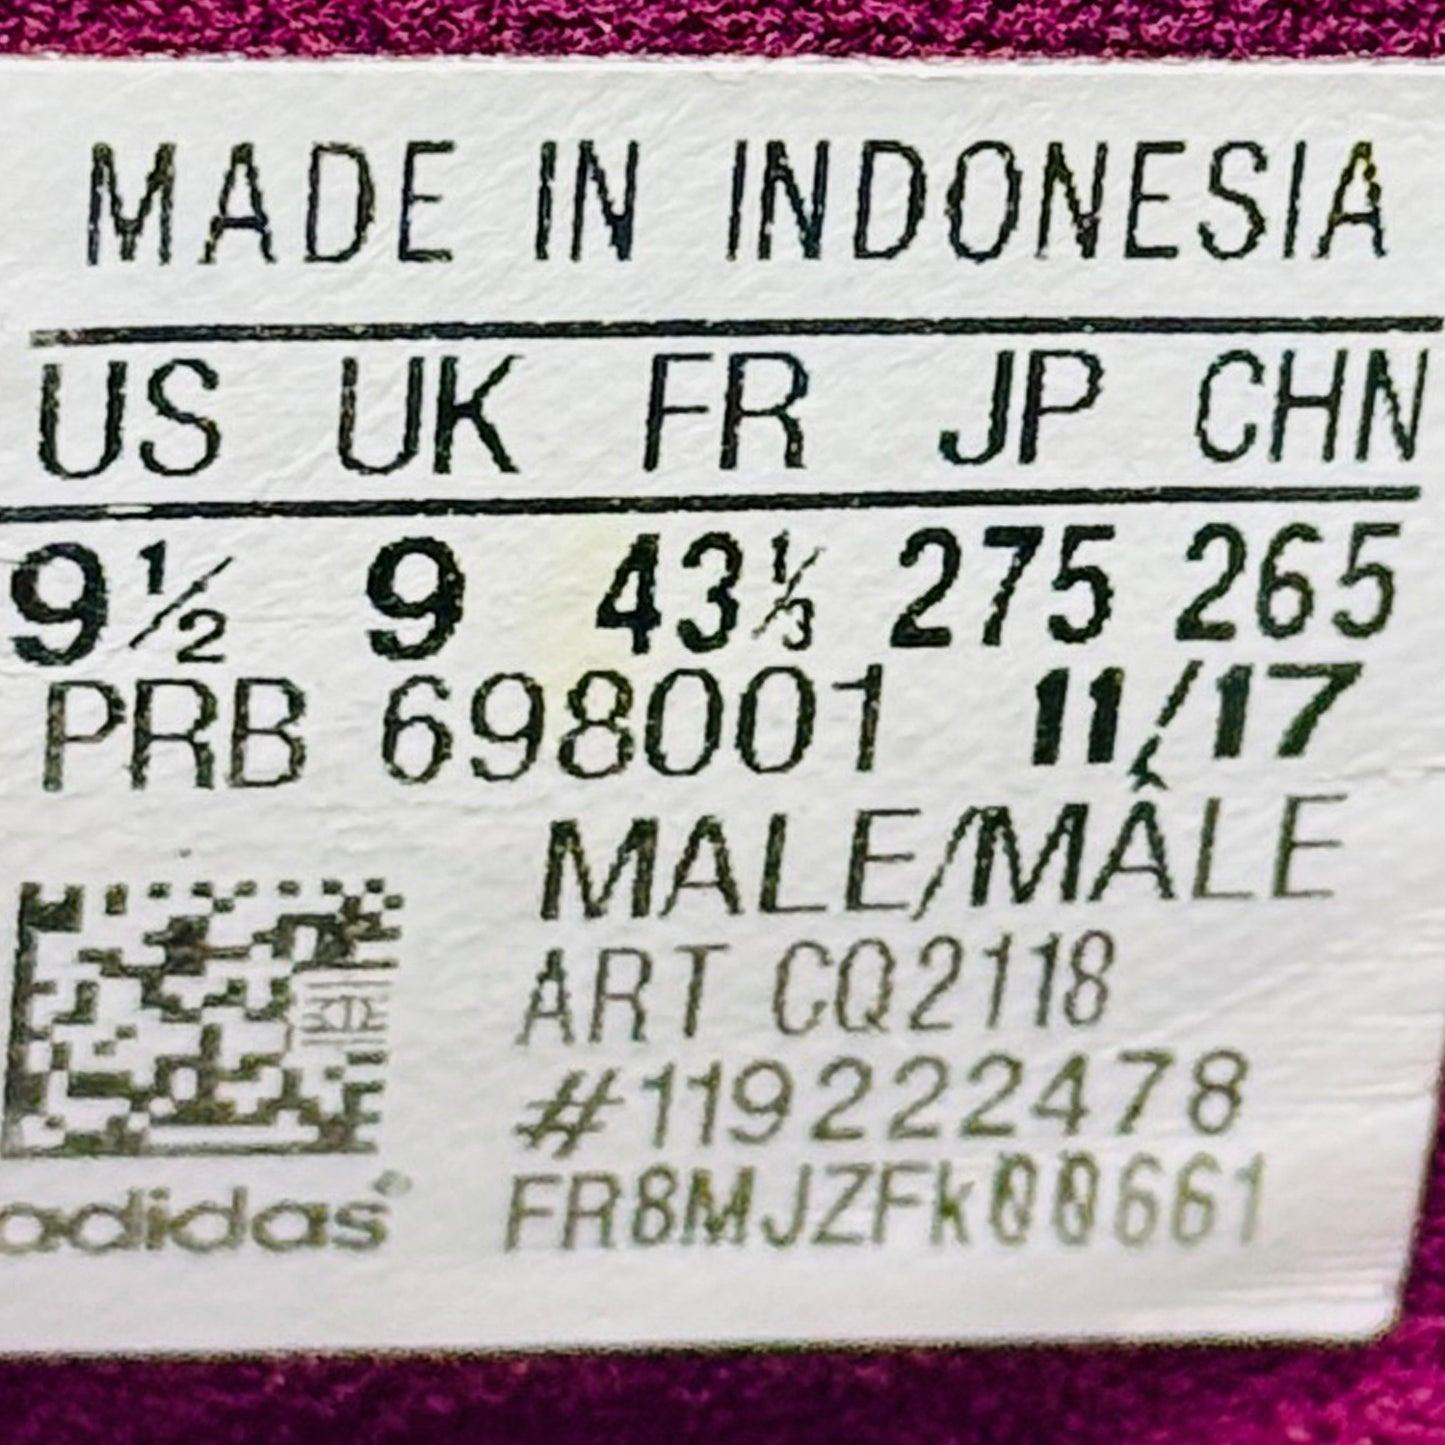 MADE IN INDONESIA
US UK FR JP CHN
9½ 9 43⅓ 275 265
PRB 698001 11/17
MALE/MÂLE
ART CQ2118
#119222478
FR8MJZFK00661
adidas®